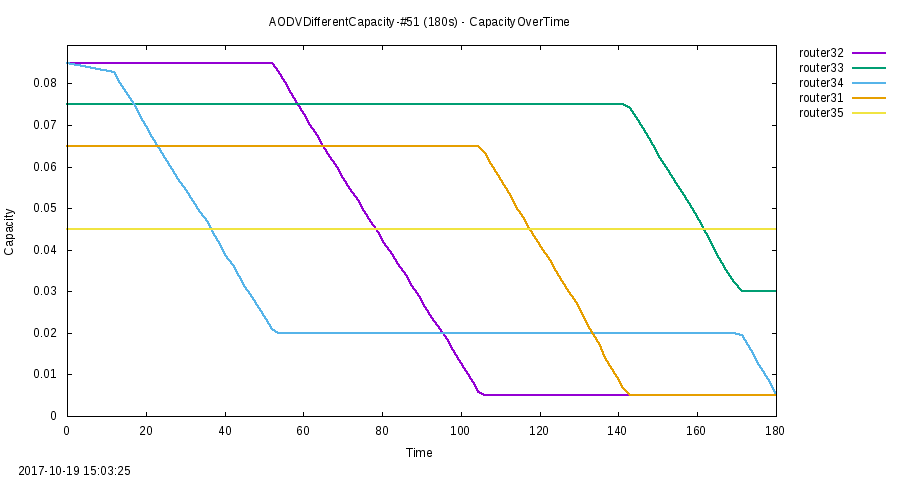 AODVDifferentCapacity-#51 (180s) - CapacityOverTime
router32
router33
router34
router31
router35
0.08
0.07
0.06
0.05
0.04
0.03
0.02
0.01
0
Capacity
0 20 40 60 80 100 120 140 160 180
Time
2017-10-19 15:03:25